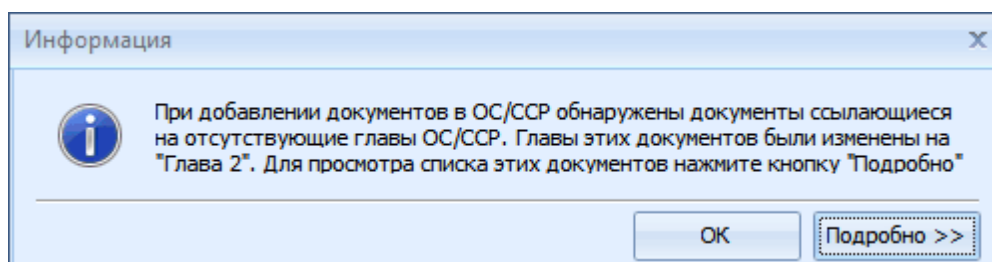 Информация
При добавлении документов в ОС/ССР обнаружены документы ссылающиеся
на отсутствующие главы ОС/ССР. Главы этих документов были изменены на
"Глава 2". Для просмотра списка этих документов нажмите кнопку "Подробно"
ОК
Подробно >>